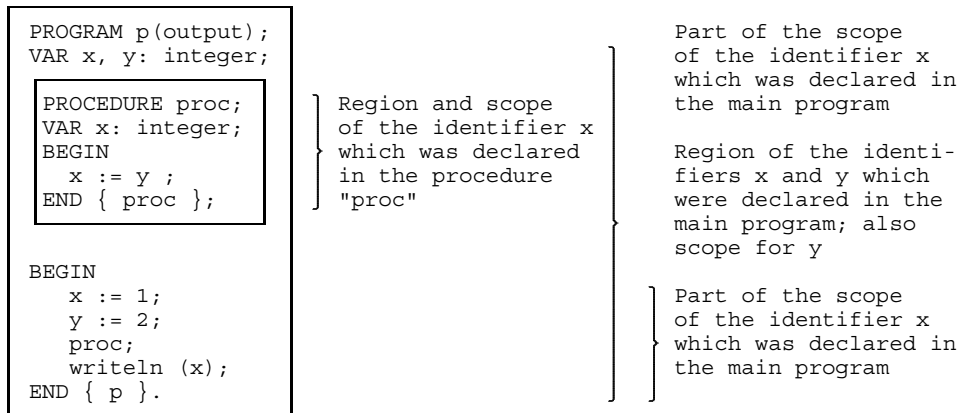 PROGRAM p(output);
VAR x, y: integer;
PROCEDURE proc;
VAR x: integer;
BEGIN
x := y ;
END { proc };
BEGIN
x := 1;
y := 2;
proc;
writeln (x);
END { p }.
Region and scope
of the identifier x
which was declared
in the procedure
"proc"
Part of the scope
of the identifier x
which was declared in
the main program
Region of the identi-
fiers x and y which
were declared in the
main program; also
scope for y
Part of the scope
of the identifier x
which was declared in
the main program